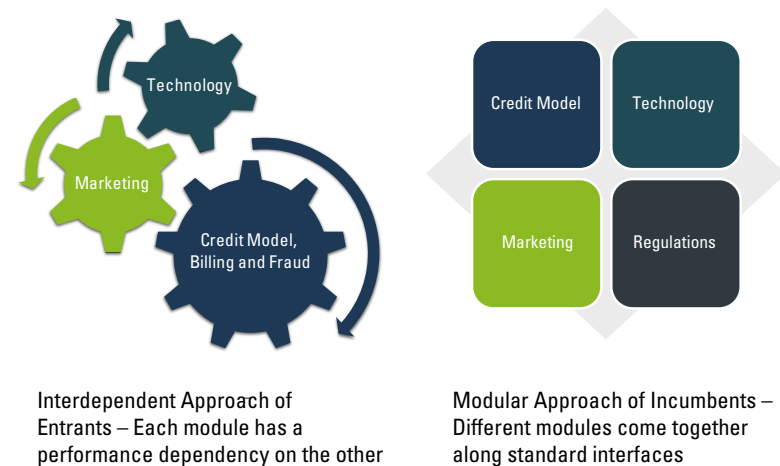 Technology
Marketing
Credit Model,
Billing and Fraud
Credit Model
Technology
Marketing
Regulations
Interdependent Approach of
Entrants – Each module has a
performance dependency on the other
Modular Approach of Incumbents –
Different modules come together
along standard interfaces